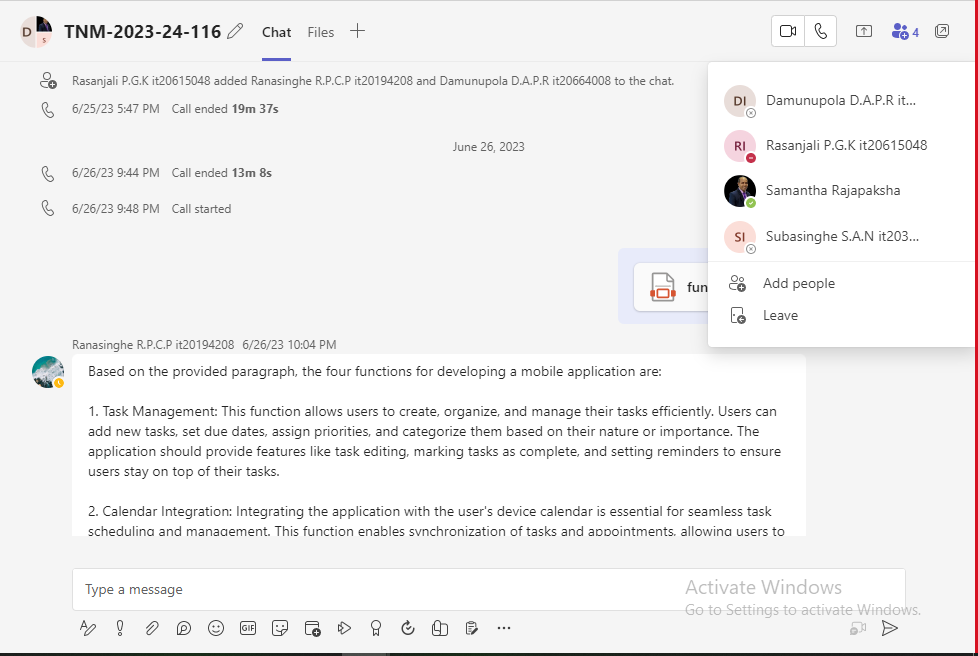 D
S
TNM-2023-24-116
Chat
Files
4
Rasanjali P.G.K it20615048 added Ranasinghe R.P.C.P it20194208 and Damunupola D.A.P.R it20664008 to the chat.
6/25/23 5:47 PM Call ended 19m 37s
June 26, 2023
6/26/23 9:44 PM Call ended 13m 8s
6/26/23 9:48 PM Call started
fun
DI
Damunupola D.A.P.R it...
RI
Rasanjali P.G.K it20615048
Samantha Rajapaksha
SI
Subasinghe S.A.N it203...
Add people
Leave
Ranasinghe R.P.C.P it20194208 6/26/23 10:04 PM
Based on the provided paragraph, the four functions for developing a mobile application are:
1. Task Management: This function allows users to create, organize, and manage their tasks efficiently. Users can
add new tasks, set due dates, assign priorities, and categorize them based on their nature or importance. The
application should provide features like task editing, marking tasks as complete, and setting reminders to ensure
users stay on top of their tasks.
2. Calendar Integration: Integrating the application with the user's device calendar is essential for seamless task
scheduling and management. This function enables synchronization of tasks and appointments, allowing users to
Type a message
Activate Windows
Go to Settings to activate Windows.
GIF